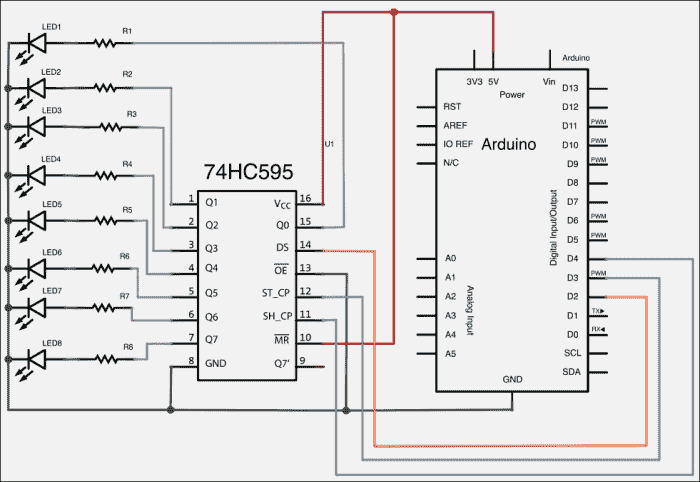 LED1
R1
LED2
R2
LED3
R3
LED4
R4
LED5
R5
LED6
R6
LED7
R7
LED8
R8
U1
74HC595
1 Q1 VCC 16
2 Q2 Q0 15
3 Q3 DS 14
4 Q4 OE 13
5 Q5 ST_CP 12
6 Q6 SH_CP 11
7 Q7 MR 10
8 GND Q7' 9
Arduino
3V3 5V Vin
Power
Arduino
RST
AREF
IO REF
N/C
A0
A1
A2
A3
A4
A5
Analog Input
Digital Input/Output
D13
D12
D11 PWM
D10 PWM
D9 PWM
D8
D7
D6 PWM
D5 PWM
D4
D3 PWM
D2
D1 TX▶
D0 RX◀
SCL
SDA
GND